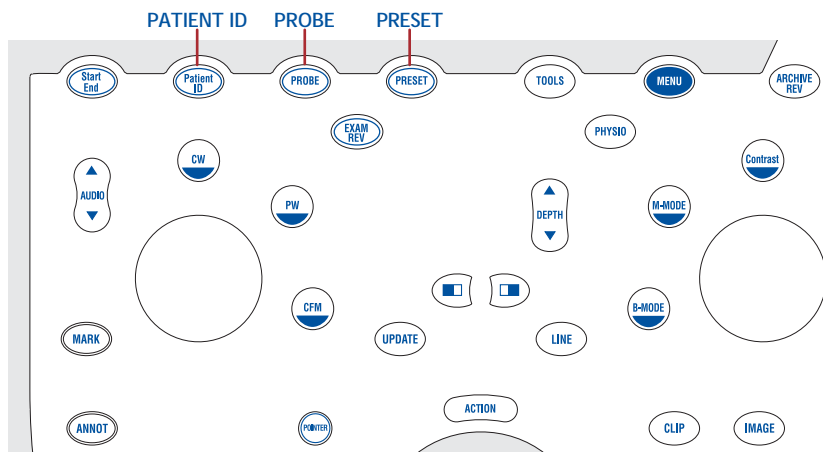 PATIENT ID PROBE PRESET
Start
End
Patient
ID
PROBE
PRESET
TOOLS
MENU
ARCHIVE
REV
EXAM
REV
PHYSIO
CW
Contrast
AUDIO
PW
DEPTH
M-MODE
CFM
B-MODE
MARK
UPDATE
LINE
ACTION
ANNOT
POINTER
CLIP
IMAGE